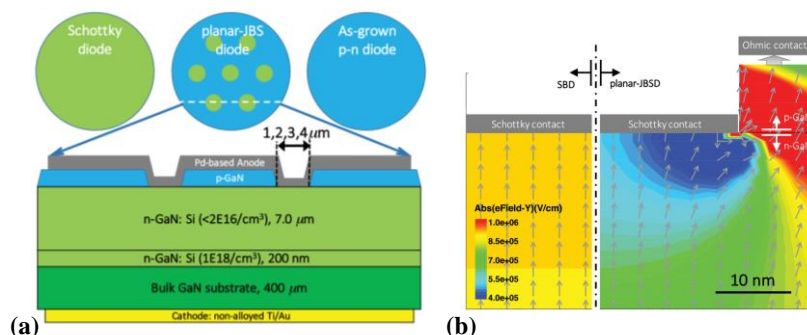 Schottky
diode
planar-JBS
diode
As-grown
p-n diode
1,2,3,4 μm
Pd-based Anode
p-GaN
n-GaN: Si (<2E16/cm³), 7.0 μm
n-GaN: Si (1E18/cm³), 200 nm
Bulk GaN substrate, 400 μm
Cathode: non-alloyed Ti/Au
(a)
Ohmic contact
SBD
planar-JBSD
Schottky contact
Schottky contact
p-GaN
n-GaN
Abs(eField-Y)(V/cm)
1.0e+06
8.5e+05
7.0e+05
5.5e+05
4.0e+05
10 nm
(b)